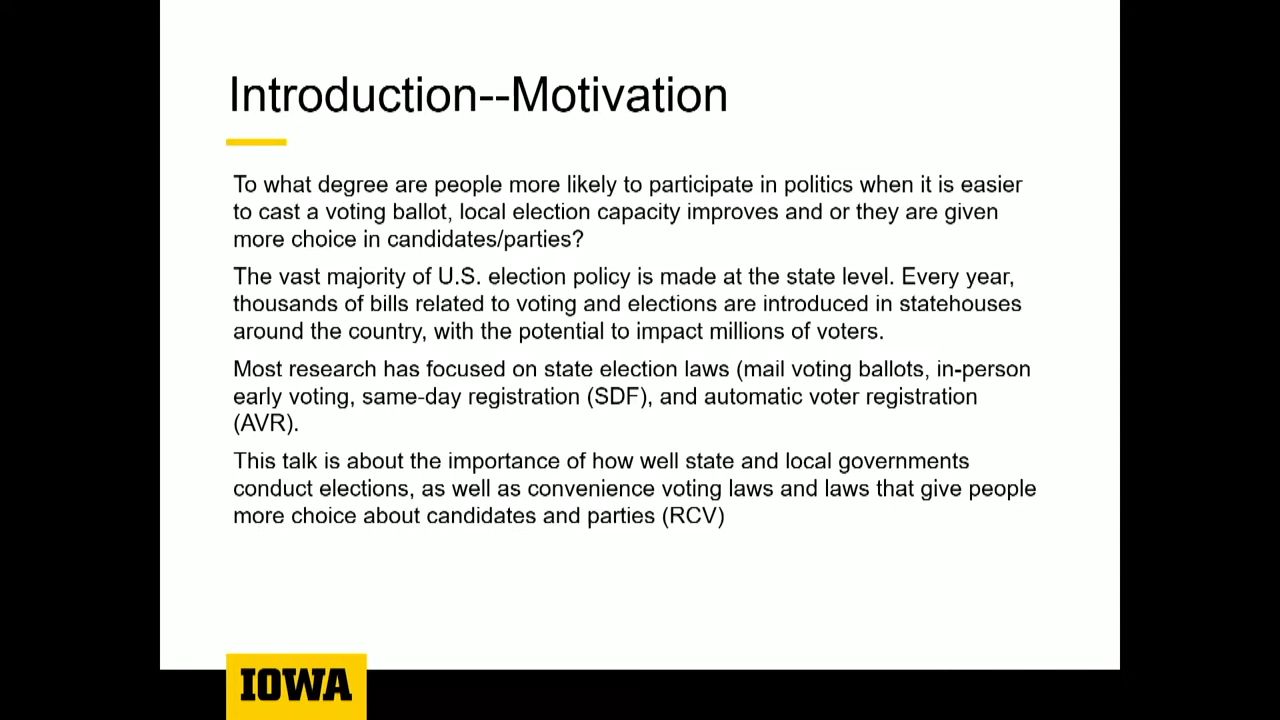 Introduction--Motivation
To what degree are people more likely to participate in politics when it is easier
to cast a voting ballot, local election capacity improves and or they are given
more choice in candidates/parties?
The vast majority of U.S. election policy is made at the state level. Every year,
thousands of bills related to voting and elections are introduced in statehouses
around the country, with the potential to impact millions of voters.
Most research has focused on state election laws (mail voting ballots, in-person
early voting, same-day registration (SDF), and automatic voter registration
(AVR).
This talk is about the importance of how well state and local governments
conduct elections, as well as convenience voting laws and laws that give people
more choice about candidates and parties (RCV)
IOWA